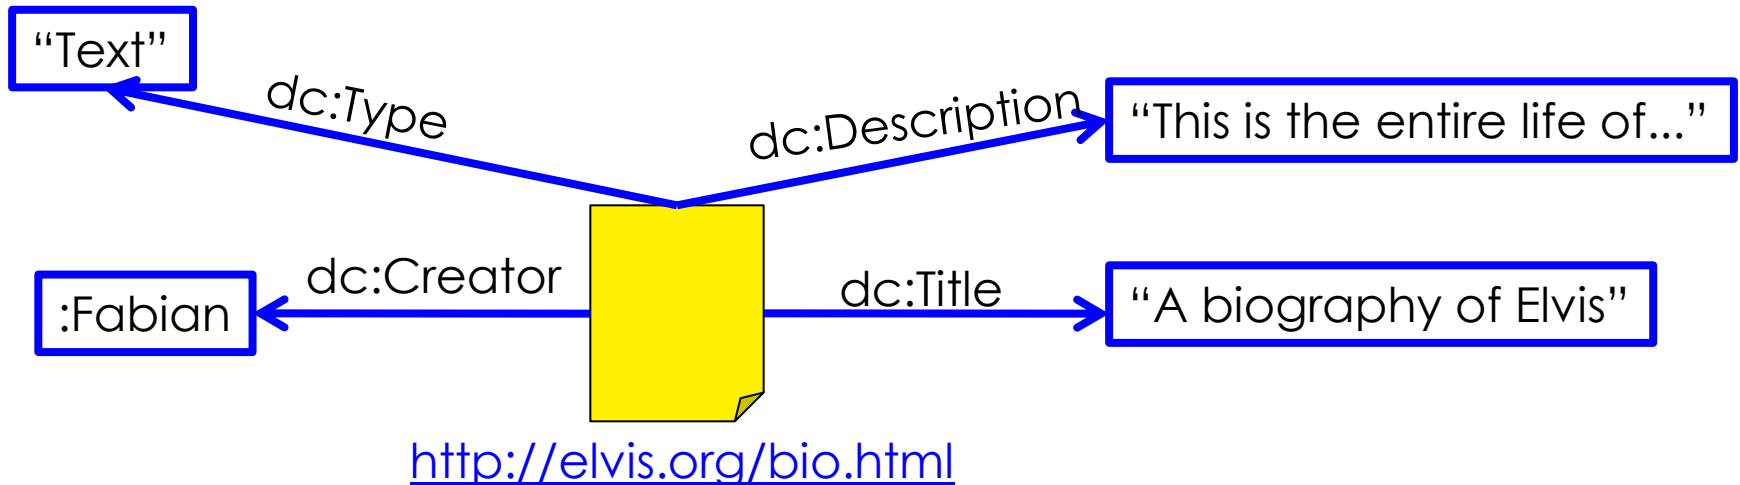 “Text”
dc:Type
dc:Description
“This is the entire life of...”
:Fabian
dc:Creator
dc:Title
“A biography of Elvis”
http://elvis.org/bio.html